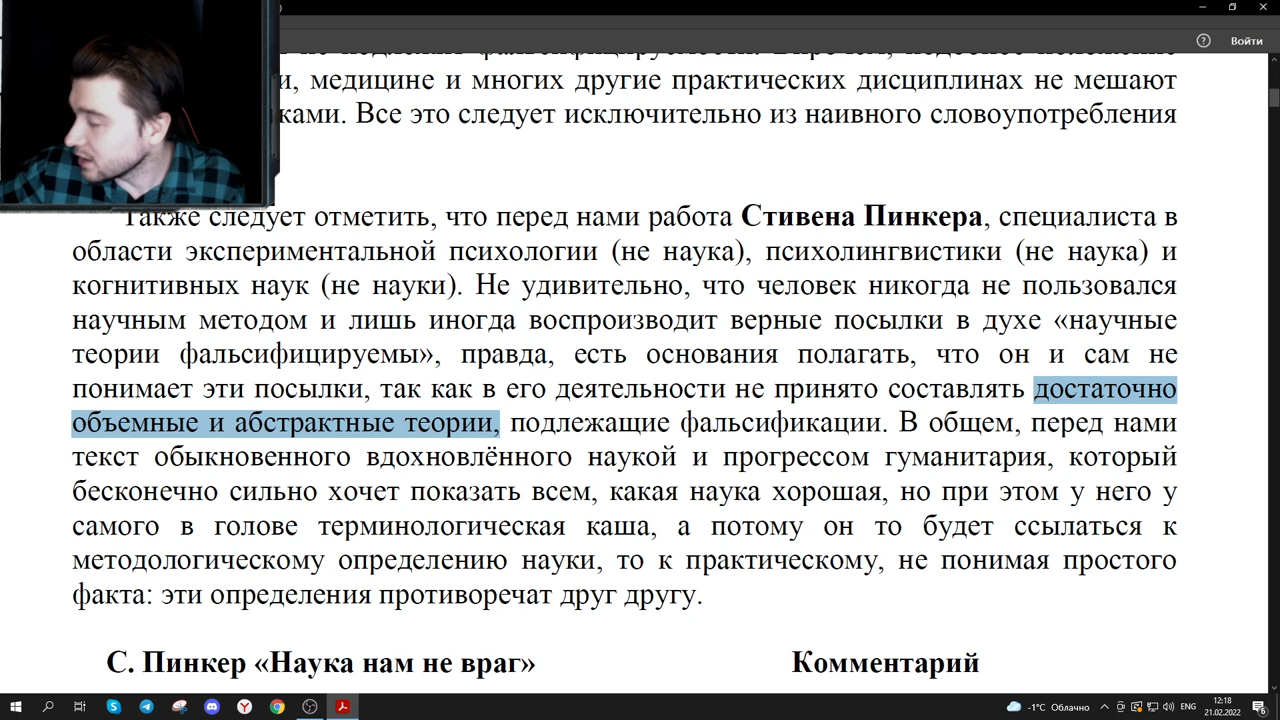 Войти
и, медицине и многих другие практических дисциплинах не мешают
ками. Все это следует исключительно из наивного словоупотребления
Также следует отметить, что перед нами работа Стивена Пинкера, специалиста в
области экспериментальной психологии (не наука), психолингвистики (не наука) и
когнитивных наук (не науки). Не удивительно, что человек никогда не пользовался
научным методом и лишь иногда воспроизводит верные посылки в духе «научные
теории фальсифицируемы», правда, есть основания полагать, что он и сам не
понимает эти посылки, так как в его деятельности не принято составлять достаточно
объемные и абстрактные теории, подлежащие фальсификации. В общем, перед нами
текст обыкновенного вдохновлённого наукой и прогрессом гуманитария, который
бесконечно сильно хочет показать всем, какая наука хорошая, но при этом у него у
самого в голове терминологическая каша, а потому он то будет ссылаться к
методологическому определению науки, то к практическому, не понимая простого
факта: эти определения противоречат друг другу.
С. Пинкер «Наука нам не враг» Комментарий
-1°C Облачно ENG 12:18
21.02.2022